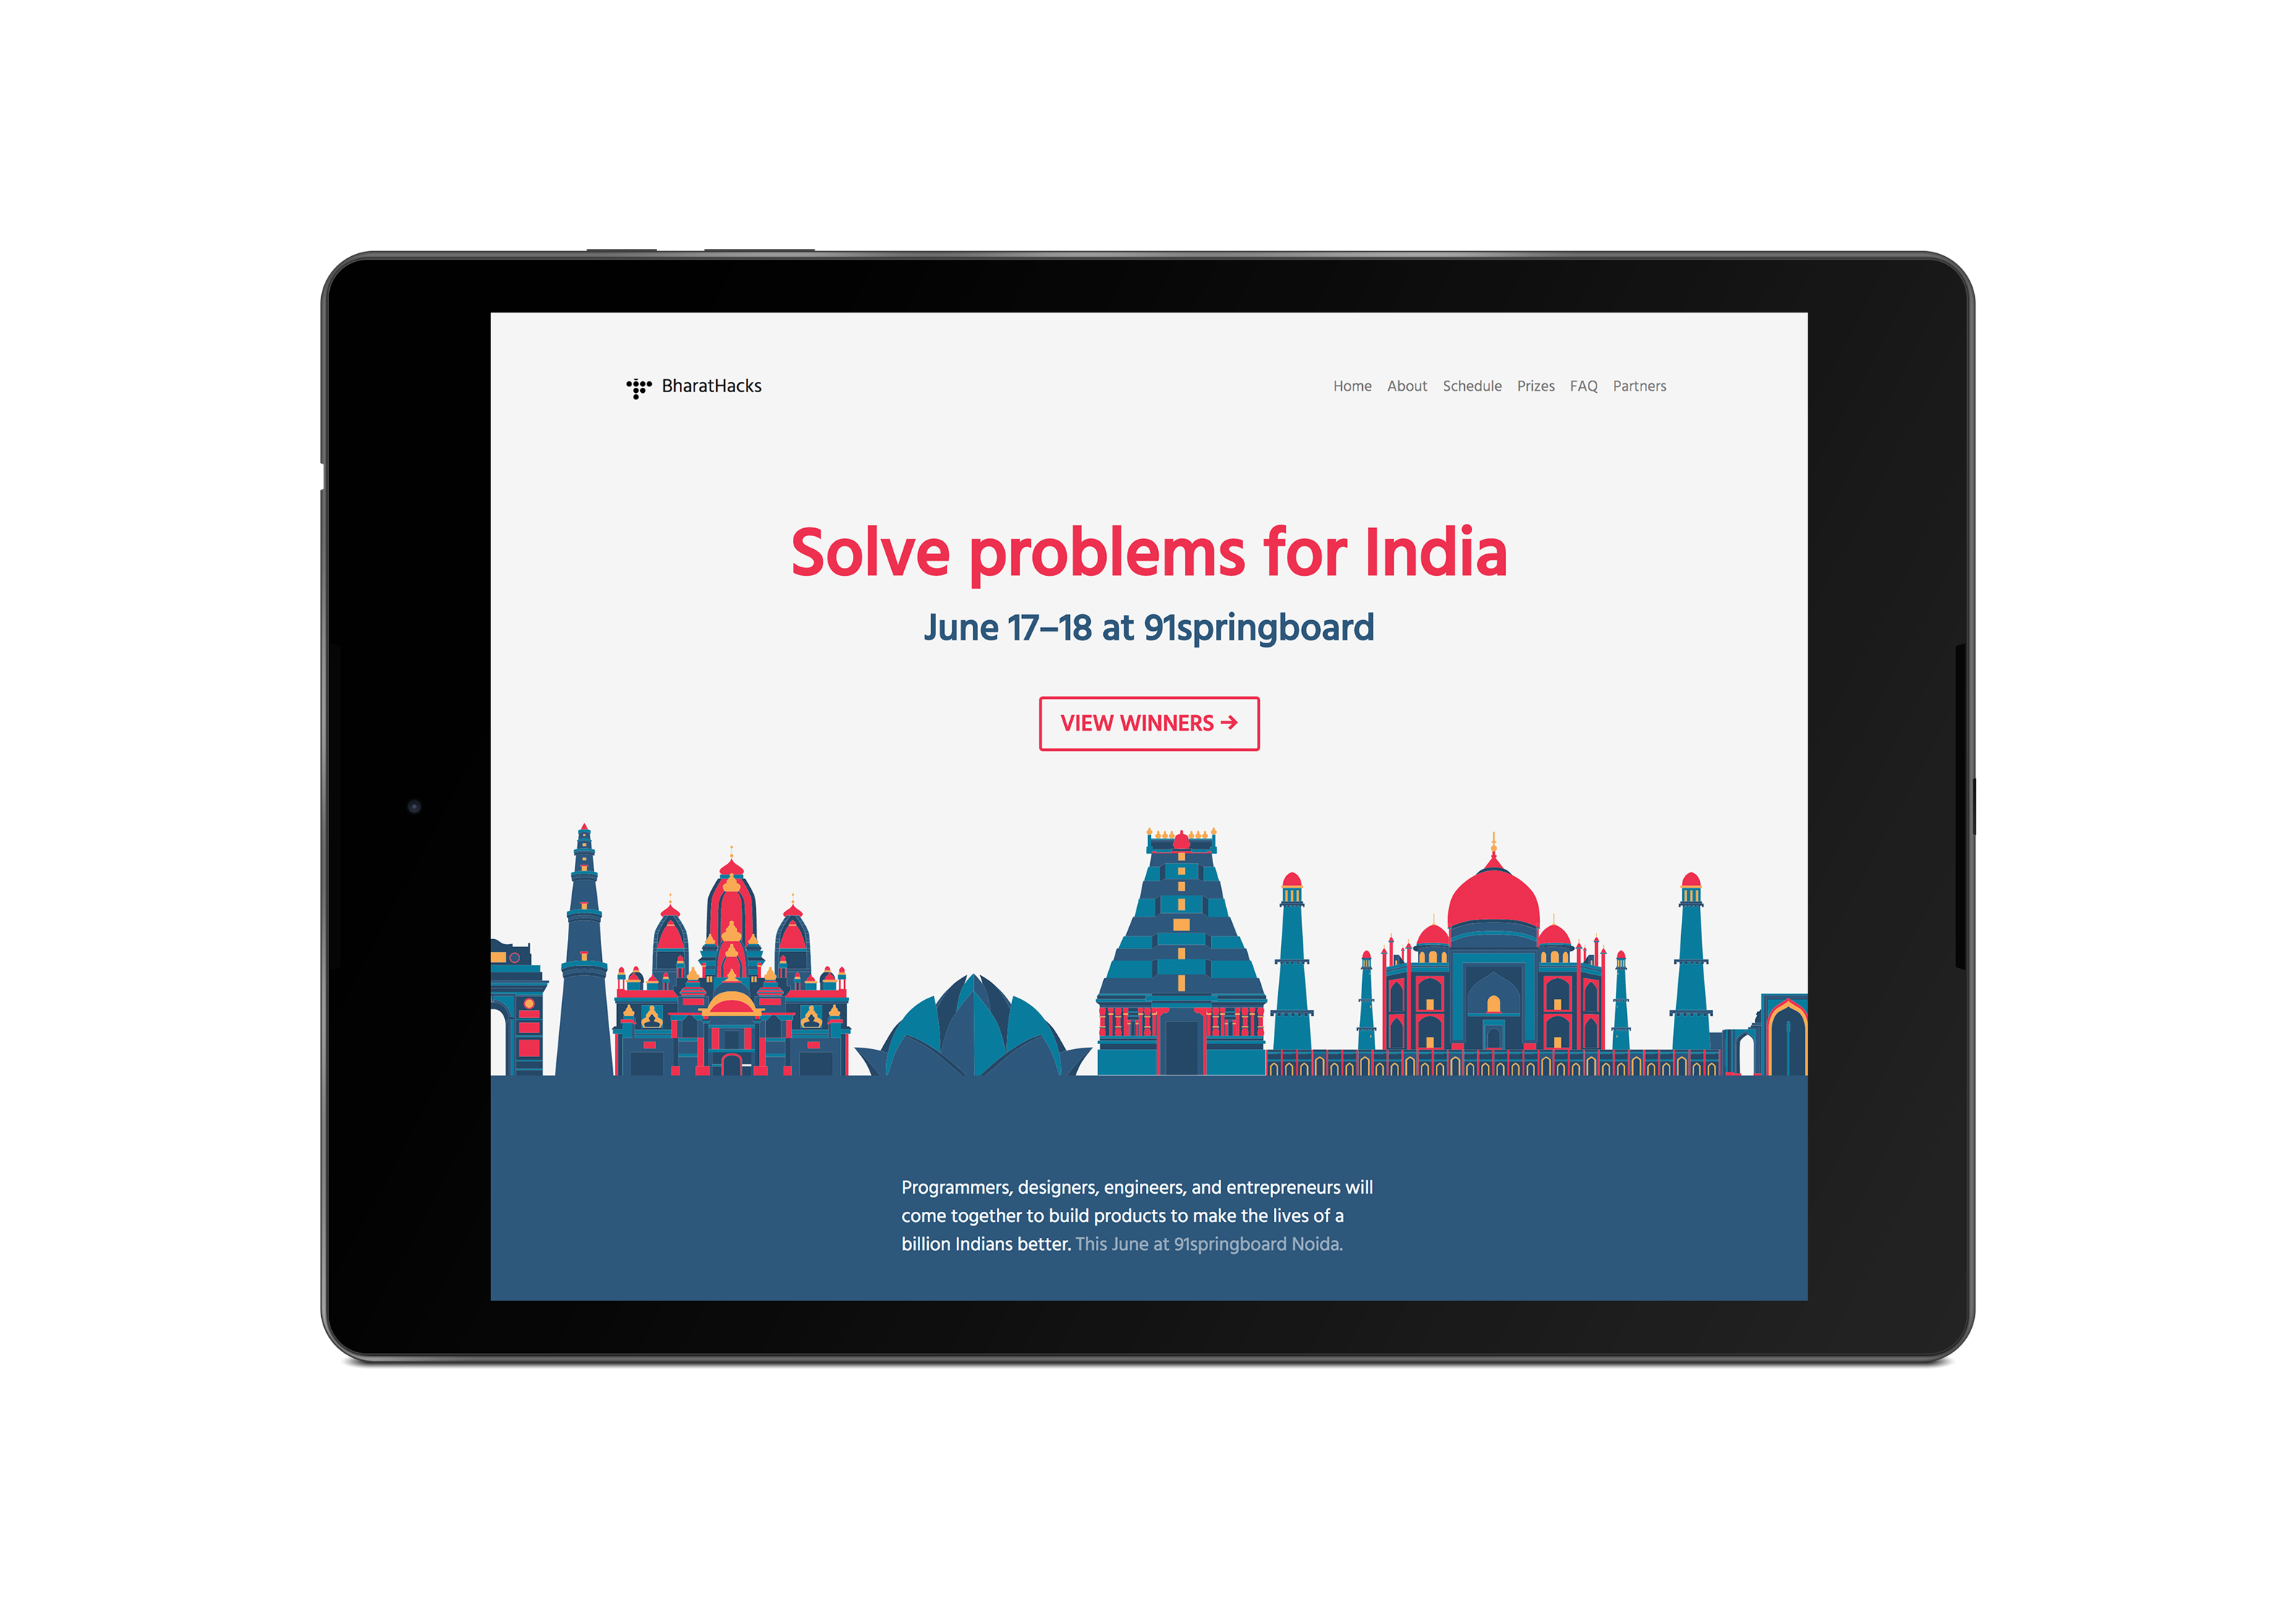 BharatHacks
Home About Schedule Prizes FAQ Partners
Solve problems for India
June 17–18 at 91springboard
VIEW WINNERS →
Programmers, designers, engineers, and entrepreneurs will
come together to build products to make the lives of a
billion Indians better. This June at 91springboard Noida.